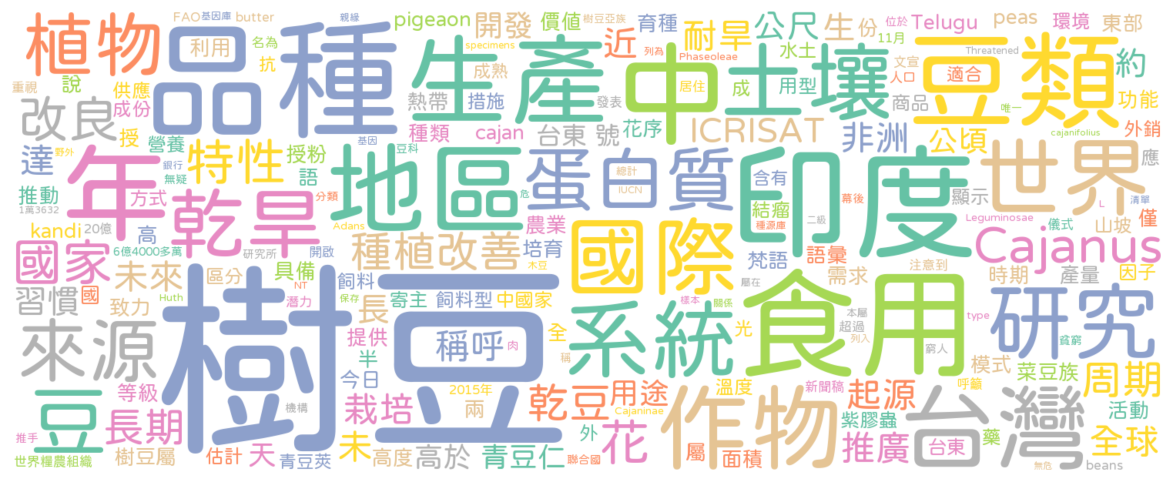 FAO 基因庫 butter 親緣 pigeaon 開發 價值 樹豆亞族 育種 公尺 生 份 位於 11月 Telugu peas 環境 東部
植物 品 利用 種 名為 specimens 生產 近 耐旱 Phaseoleae 水土 中 土壤 文宣 人口 Threatened 豆類 適合 約
重視 說 供應 抗 成熟 發表 居住 成 用型 唯一 功能
改良 成份 熱帶 措施 商品
授 營養 基因 種類 cajan 台東 號 花序 ICRISAT 非洲 公頃 cajanifolius 外銷
達 野外 銀行 特性 授粉 豆科 地區 蛋白質 總計 IUCN 含有 印度 世界 應
無疑 語 危 幕後 顯示 二級 清單 L
推動 1萬3632 年 方式 分類 Adans 結瘤 種源庫 Leguminosae 儀式 山坡 僅
kandi 20億 乾旱 農業 語彙
6億4000多萬 高 研究所 開啟 種植改善 培育 國際 梵語 Cajanus
國家 未來 區分 具備 NT 飼料 木豆 需求 注意到 時期 產量 因子
習慣 國 致力 Huth 潛力 保存 長 寄主 飼料型 中國家 屬在 樣本 關係 食用 本屬 超過 type 研究
來源 樹豆 稱呼 肉 提供 全 系統 光 稱 列為 列入 窮人 貧窮
半 模式 菜豆族 周期
豆 等級 機構 今日 2015年 乾豆 用途 溫度 新聞稿 起源 呼籲
長期 栽培 兩 Cajaninae 作物 紫膠蟲 台灣 活動
推手 天 未 外 花 屬 推廣 藥 台東 全球
世界糧農組織 樹豆屬 估計 青豆莢 高度 高於 青豆仁 聯合國 面積 無危 beans